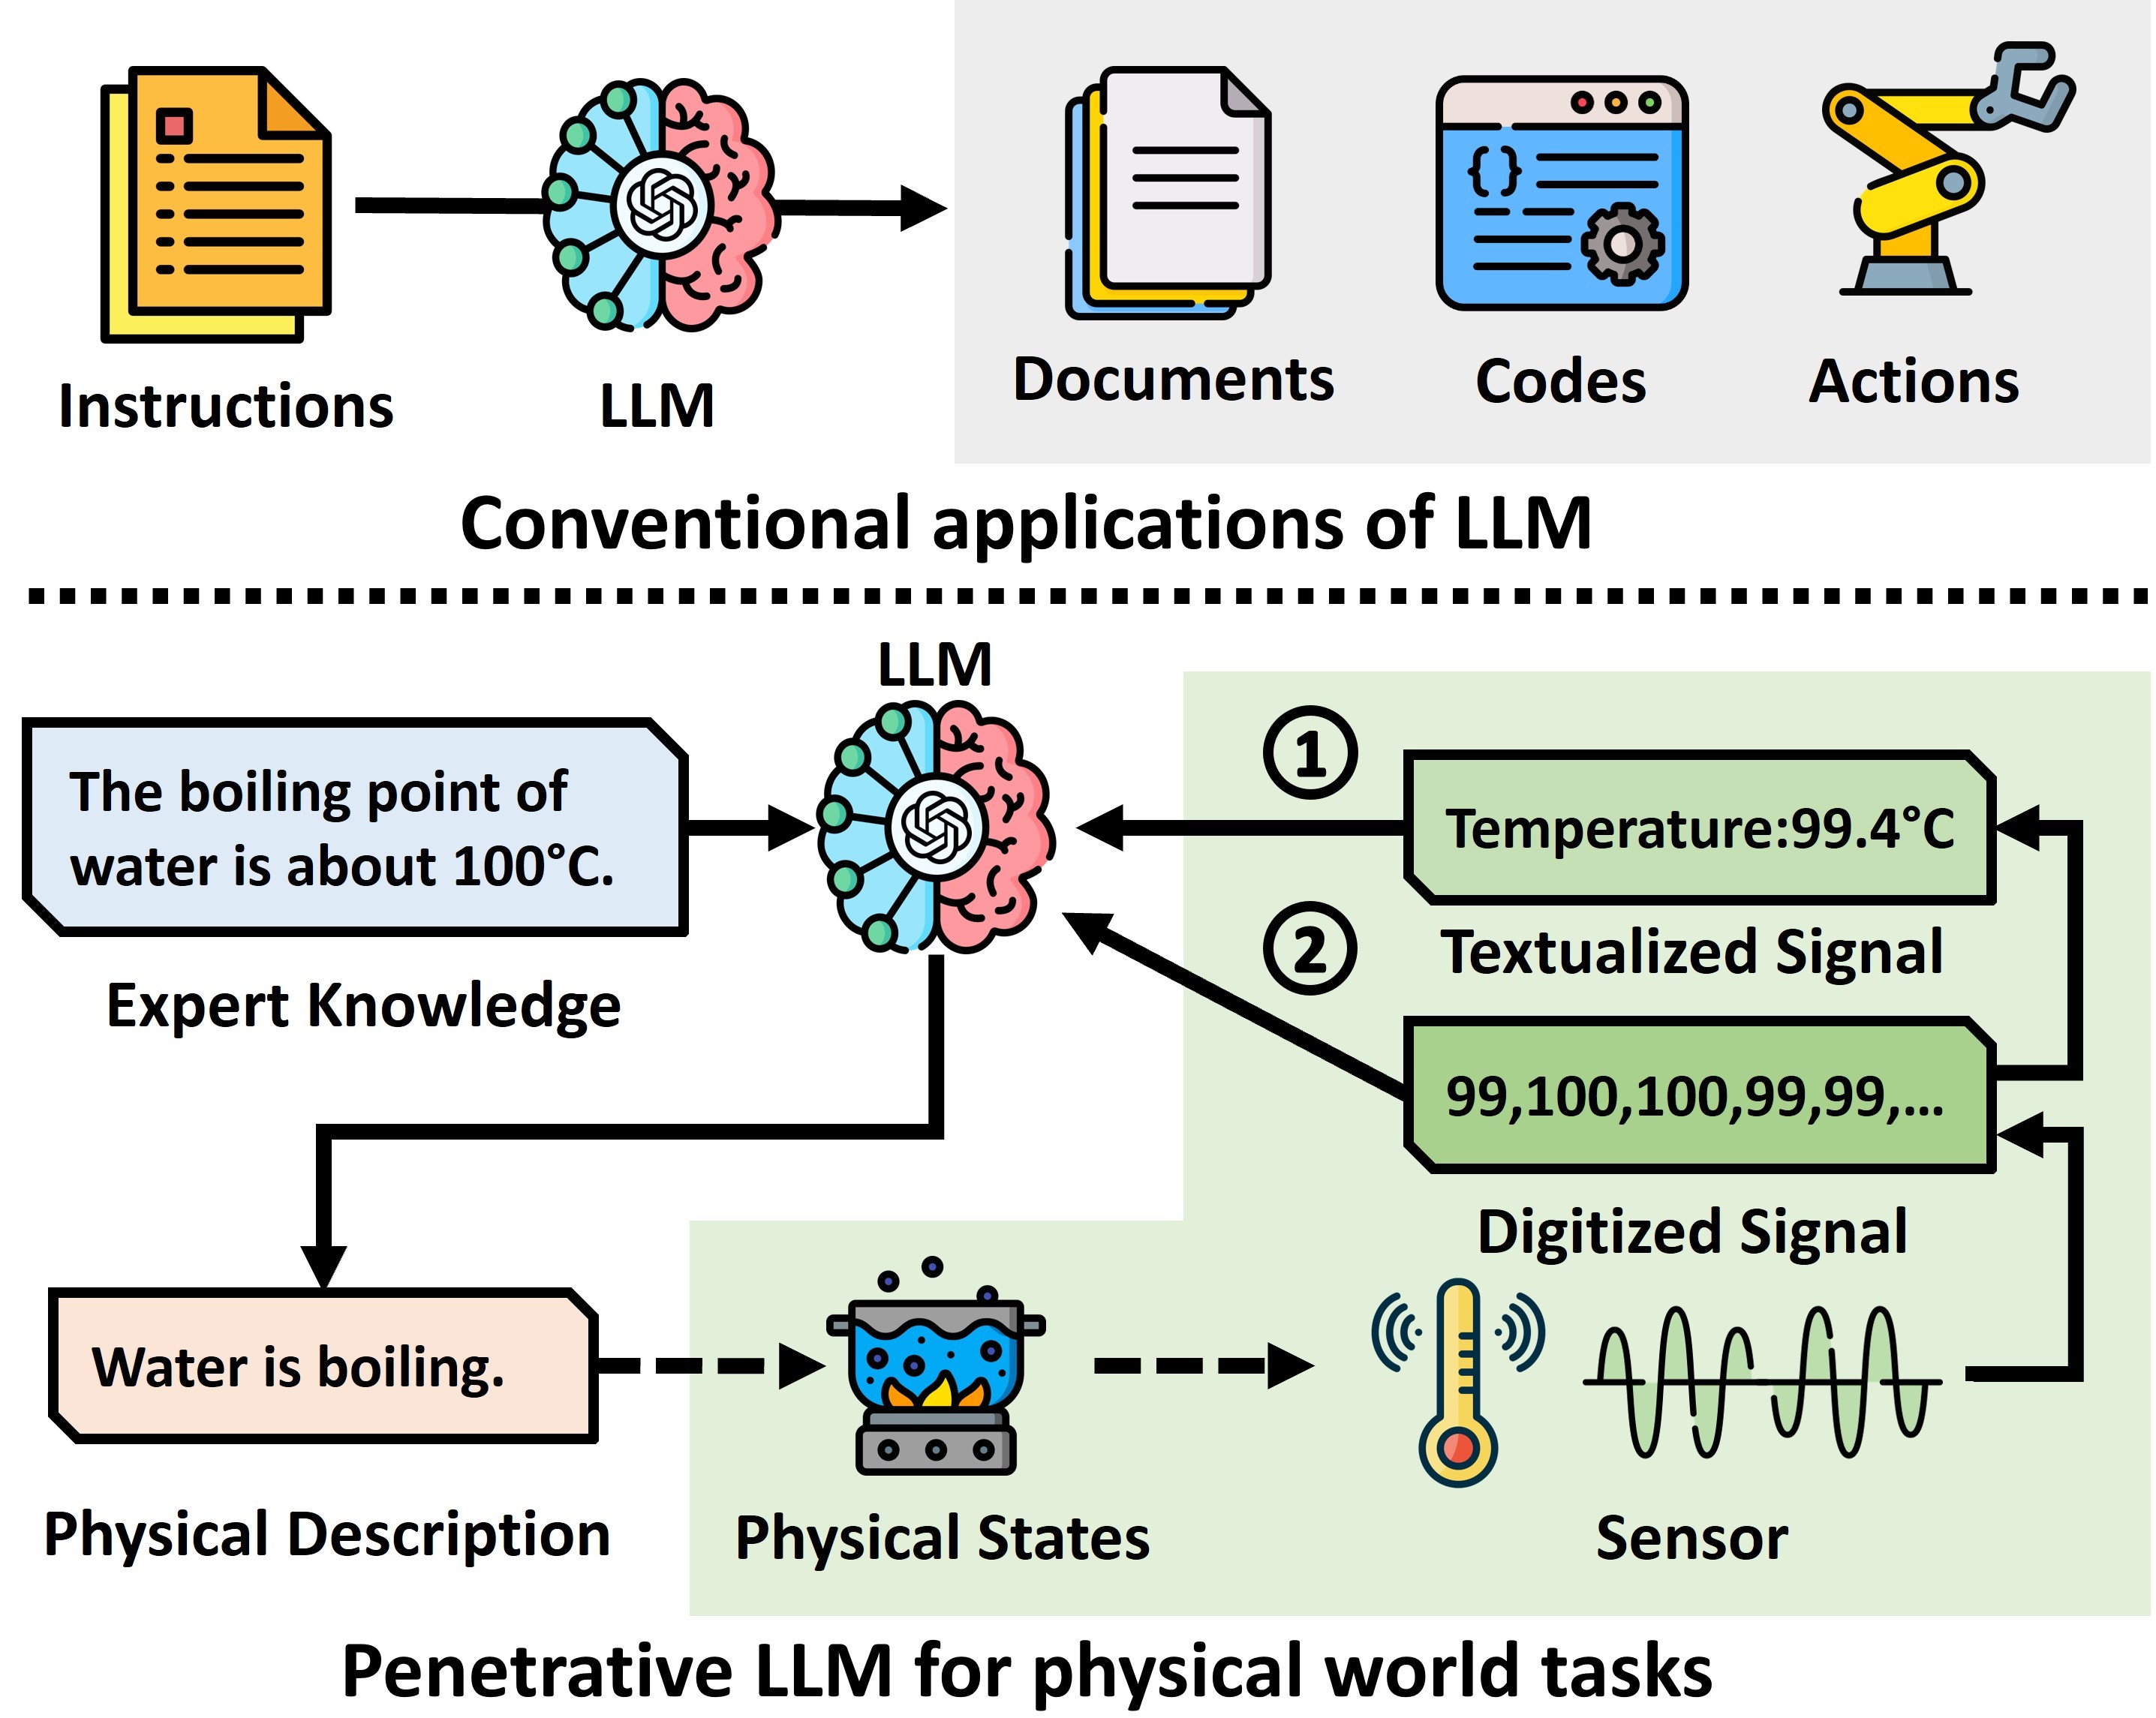 Instructions
LLM
Documents
Codes
Actions
Conventional applications of LLM
LLM
The boiling point of
water is about 100°C.
Expert Knowledge
1
Temperature:99.4°C
2
Textualized Signal
99,100,100,99,99,...
Digitized Signal
Water is boiling.
Physical Description
Physical States
Sensor
Penetrative LLM for physical world tasks